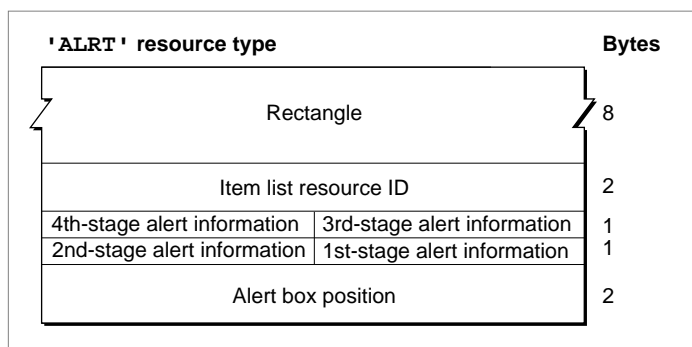 'ALRT' resource type Bytes
Rectangle 8
Item list resource ID 2
4th-stage alert information 3rd-stage alert information 1
2nd-stage alert information 1st-stage alert information 1
Alert box position 2